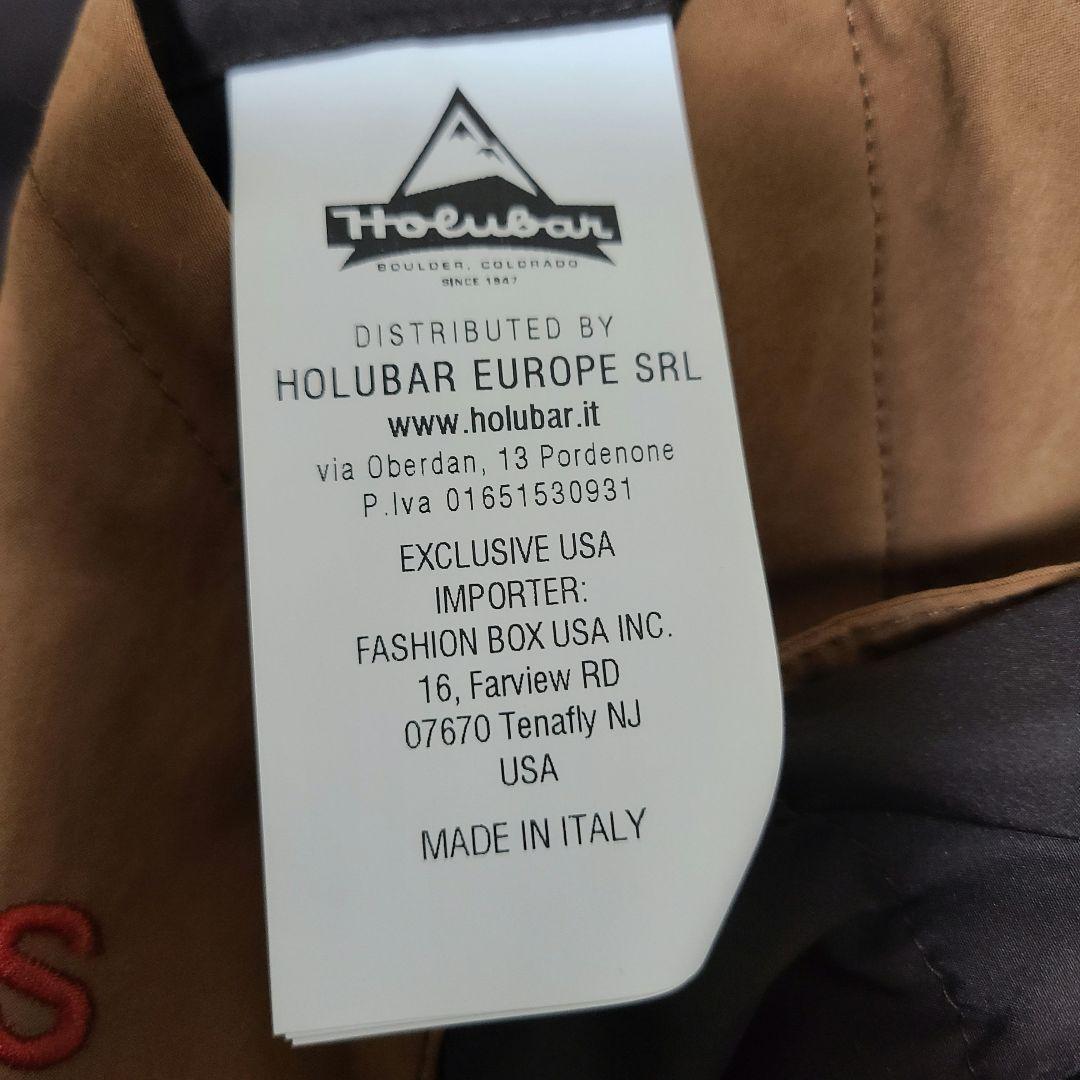 Holubar
BOULDER, COLORADO
SINCE 1947
DISTRIBUTED BY
HOLUBAR EUROPE SRL
www.holubar.it
via Oberdan, 13 Pordenone
P.Iva 01651530931
EXCLUSIVE USA
IMPORTER:
FASHION BOX USA INC.
16, Farview RD
07670 Tenafly NJ
USA
MADE IN ITALY
S